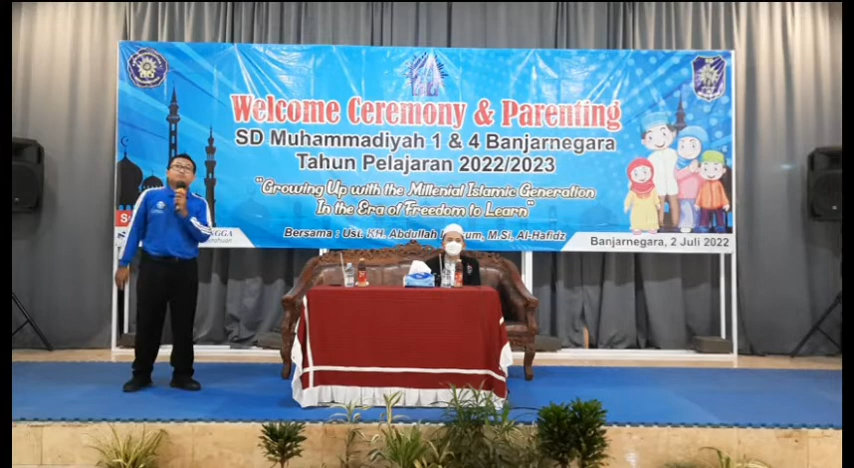 Welcome Ceremony & Parenting
SD Muhammadiyah 1 & 4 Banjarnegara
Tahun Pelajaran 2022/2023
"Growing Up with the Millenial Islamic Generation
In the Era of Freedom to Learn"
Bersama : Ust. KH. Abdullah, M.Si, Al-Hafidz
Banjarnegara, 2 Juli 2022